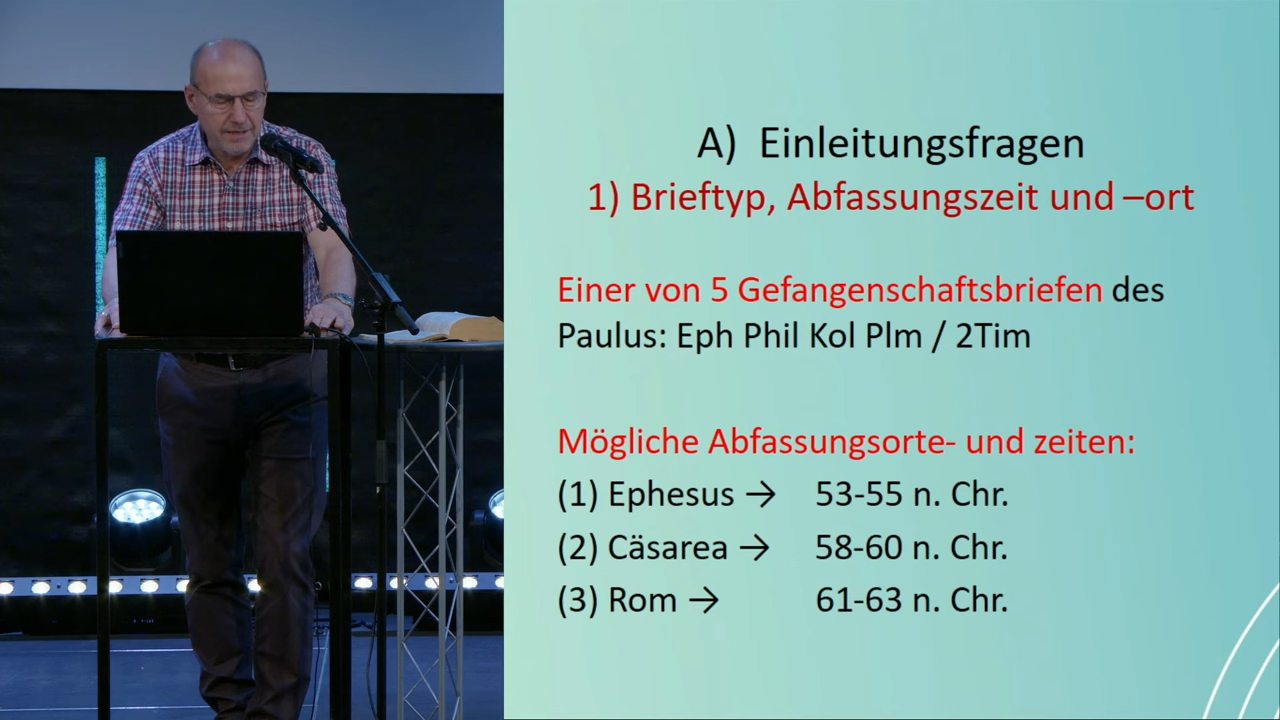 A) Einleitungsfragen
1) Brieftyp, Abfassungszeit und –ort
Einer von 5 Gefangenschaftsbriefen des
Paulus: Eph Phil Kol Plm / 2Tim
Mögliche Abfassungsorte- und zeiten:
(1) Ephesus → 53-55 n. Chr.
(2) Cäsarea → 58-60 n. Chr.
(3) Rom → 61-63 n. Chr.